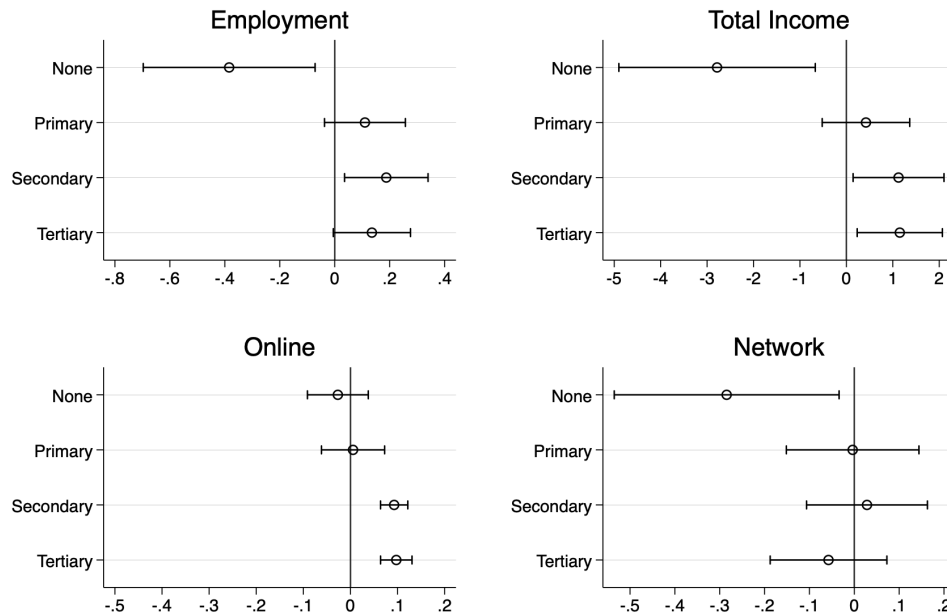 Employment
None
Primary
Secondary
Tertiary
-.8 -.6 -.4 -.2 0 .2 .4
Total Income
None
Primary
Secondary
Tertiary
-5 -4 -3 -2 -1 0 1 2
Online
None
Primary
Secondary
Tertiary
-.5 -.4 -.3 -.2 -.1 0 .1 .2
Network
None
Primary
Secondary
Tertiary
-.5 -.4 -.3 -.2 -.1 0 .1 .2